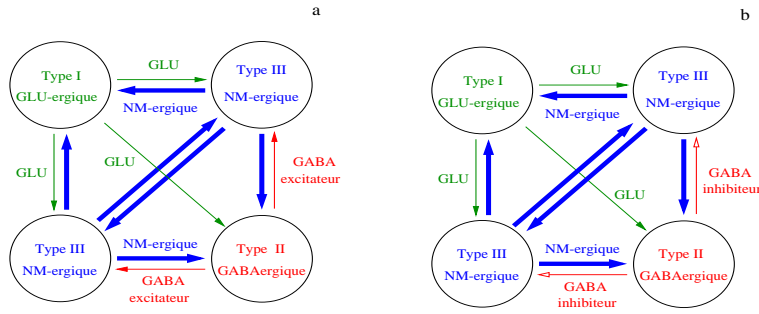 a
Type I
GLU-ergique
GLU
NM-ergique
Type III
NM-ergique
GLU
GLU
GABA
excitateur
Type III
NM-ergique
NM-ergique
GABA
excitateur
Type II
GABAergique
b
Type I
GLU-ergique
GLU
NM-ergique
Type III
NM-ergique
GLU
GLU
GABA
inhibiteur
Type III
NM-ergique
NM-ergique
GABA
inhibiteur
Type II
GABAergique